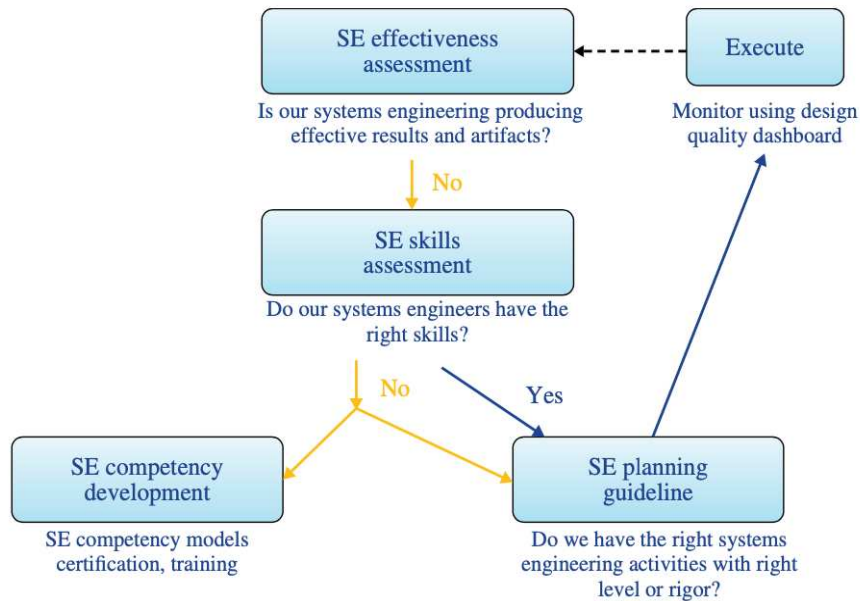 SE effectiveness
assessment
Execute
Is our systems engineering producing
effective results and artifacts?
Monitor using design
quality dashboard
No
SE skills
assessment
Do our systems engineers have the
right skills?
No
Yes
SE competency
development
SE planning
guideline
SE competency models
certification, training
Do we have the right systems
engineering activities with right
level or rigor?